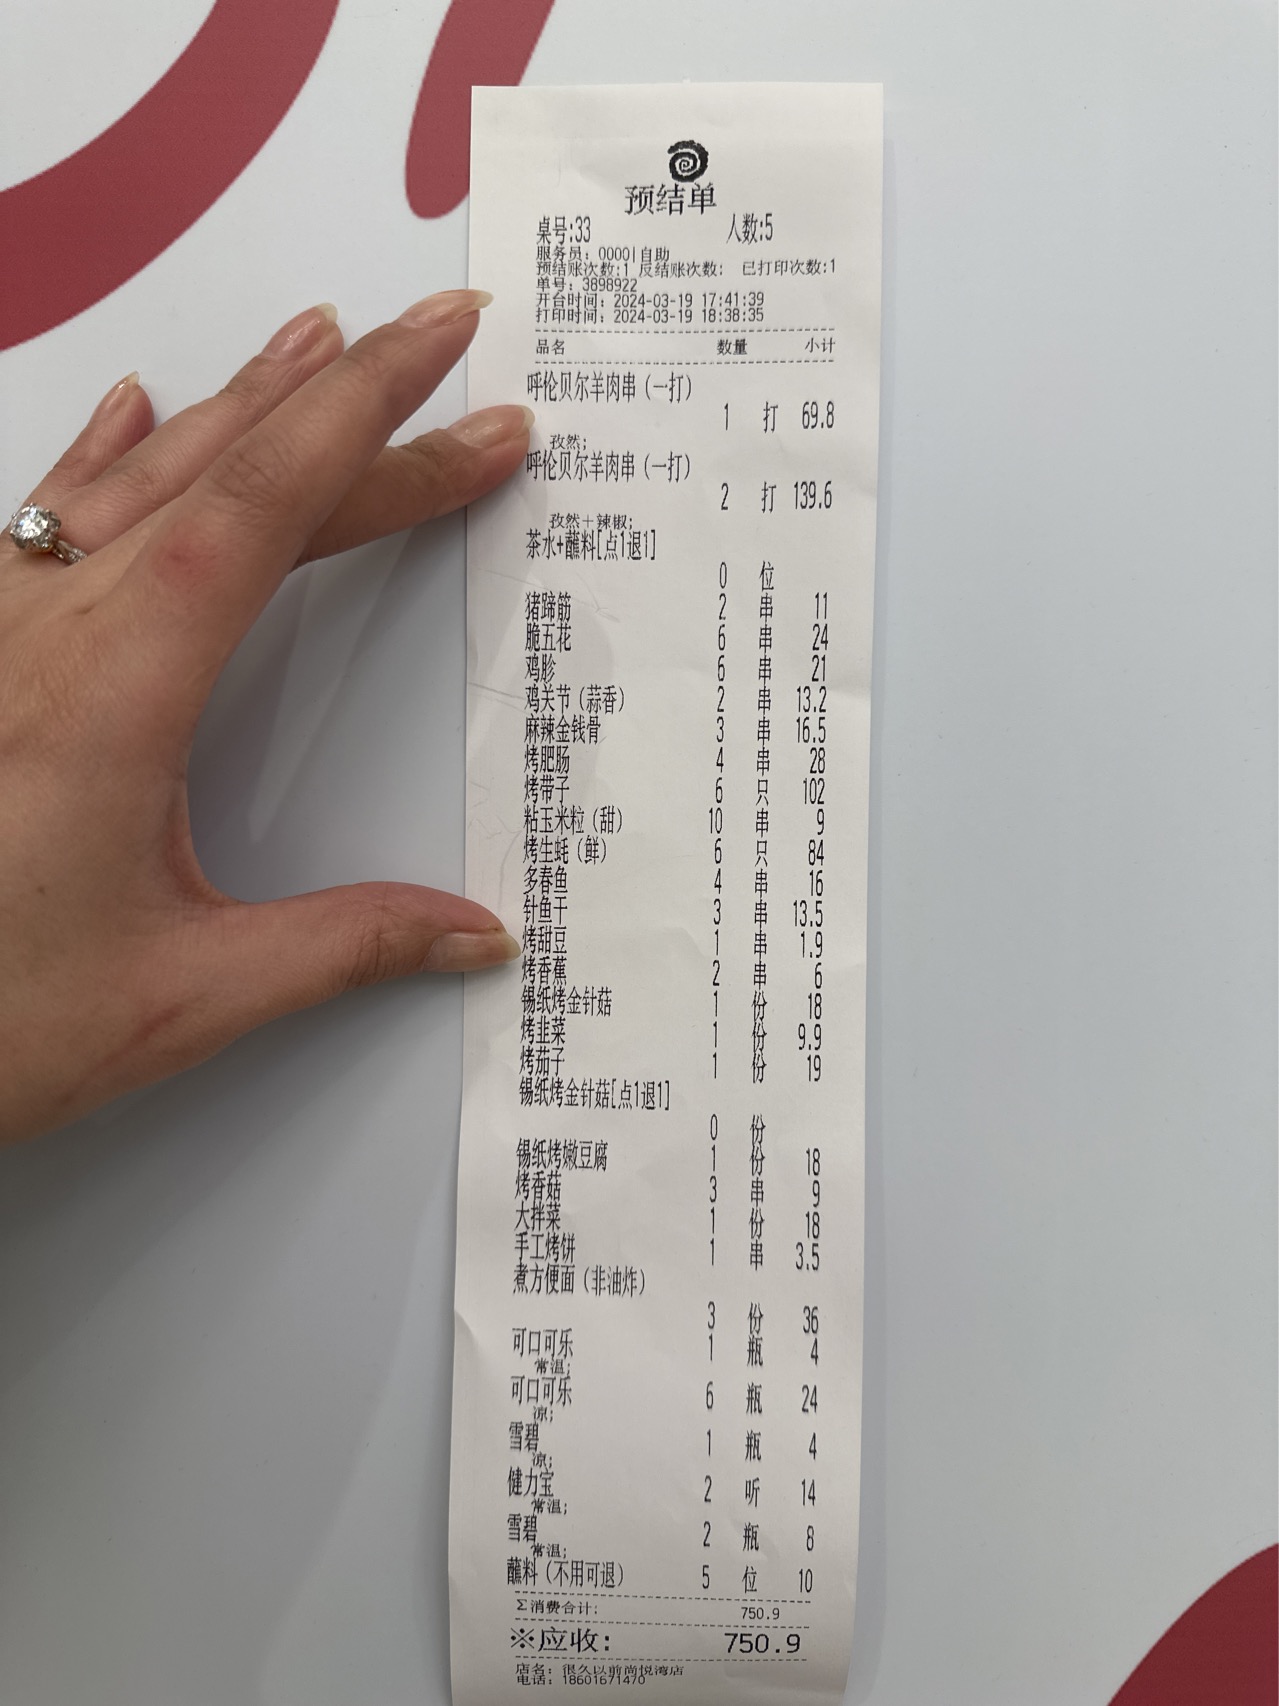 预结单
桌号:33 人数:5
服务员: 0000|自助
预结账次数:1 反结账次数: 已打印次数:1
单号: 3898922
开台时间: 2024-03-19 17:41:39
打印时间: 2024-03-19 18:38:35
品名 数量 小计
呼伦贝尔羊肉串(一打)
1 打 69.8
孜然;
呼伦贝尔羊肉串(一打)
2 打 139.6
孜然+辣椒;
茶水+蘸料[点1退1]
0 位
猪蹄筋 2 串 11
脆五花 6 串 24
鸡胗 6 串 21
鸡关节(蒜香) 2 串 13.2
麻辣金钱骨 3 串 16.5
烤肥肠 4 串 28
烤带子 6 只 102
粘玉米粒(甜) 10 串 9
烤生蚝(鲜) 6 只 84
多春鱼 4 串 16
针鱼干 3 串 13.5
烤甜豆 1 串 1.9
烤香蕉 2 串 6
锡纸烤金针菇 1 份 18
烤韭菜 1 份 9.9
烤茄子 1 份 19
锡纸烤金针菇[点1退1]
0 份
锡纸烤嫩豆腐 1 份 18
烤香菇 3 串 9
大拌菜 1 份 18
手工烤饼 1 串 3.5
煮方便面(非油炸)
3 份 36
可口可乐 1 瓶 4
常温;
可口可乐 6 瓶 24
凉;
雪碧 1 瓶 4
凉;
健力宝 2 听 14
常温;
雪碧 2 瓶 8
常温;
蘸料(不用可退) 5 位 10
Σ消费合计: 750.9
※应收: 750.9
店名: 很久以前尚悦湾店
电话: 18601671470